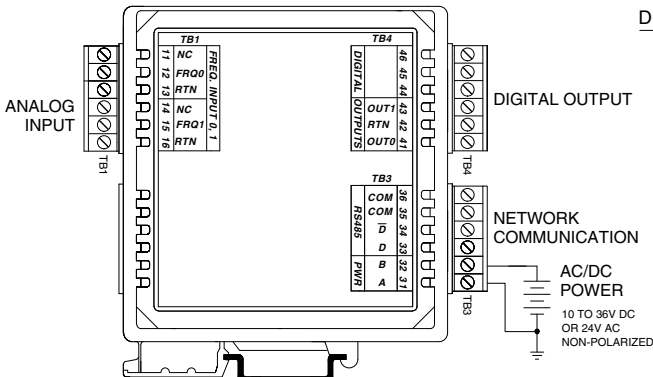 D
TB1
11 NC
12 FRQ0
13 RTN
14 NC
15 FRQ1
16 RTN
FREQ. INPUT 0, 1
TB4
DIGITAL OUTPUTS
46
45
44
OUT1 43
RTN 42
OUT0 41
ANALOG
INPUT
TB1
DIGITAL OUTPUT
TB4
TB3
RS485
COM 36
COM 35
D̅ 34
D 33
PWR
B 32
A 31
NETWORK
COMMUNICATION
TB3
AC/DC
POWER
10 TO 36V DC
OR 24V AC
NON-POLARIZED